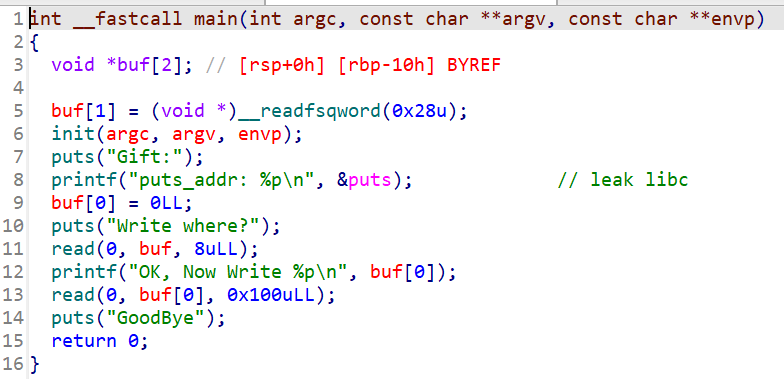 1 int __fastcall main(int argc, const char **argv, const char **envp)
2 {
3 void *buf[2]; // [rsp+0h] [rbp-10h] BYREF
4
5 buf[1] = (void *)__readfsqword(0x28u);
6 init(argc, argv, envp);
7 puts("Gift:");
8 printf("puts_addr: %p\n", &puts); // leak libc
9 buf[0] = 0LL;
10 puts("Write where?");
11 read(0, buf, 8uLL);
12 printf("OK, Now Write %p\n", buf[0]);
13 read(0, buf[0], 0x100uLL);
14 puts("GoodBye");
15 return 0;
16 }